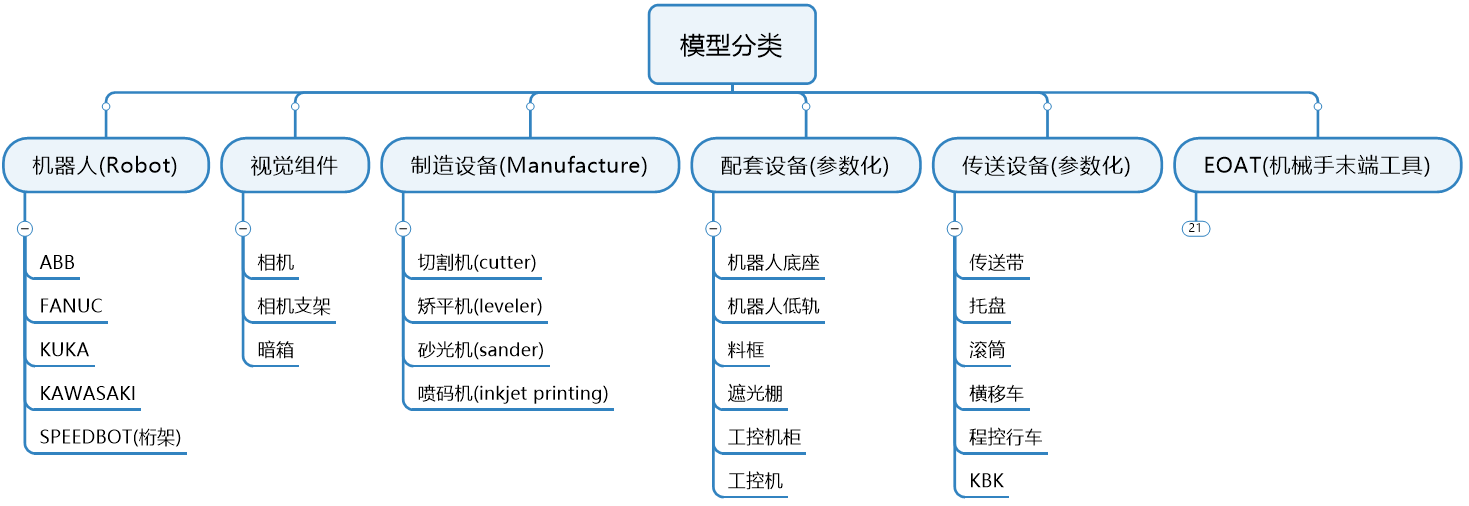 模型分类
机器人(Robot)
视觉组件
制造设备(Manufacture)
配套设备(参数化)
传送设备(参数化)
EOAT(机械手末端工具)
ABB
FANUC
KUKA
KAWASAKI
SPEEDBOT(桁架)
相机
相机支架
暗箱
切割机(cutter)
矫平机(leveler)
砂光机(sander)
喷码机(inkjet printing)
机器人底座
机器人低轨
料框
遮光棚
工控机柜
工控机
传送带
托盘
滚筒
横移车
程控行车
KBK
21